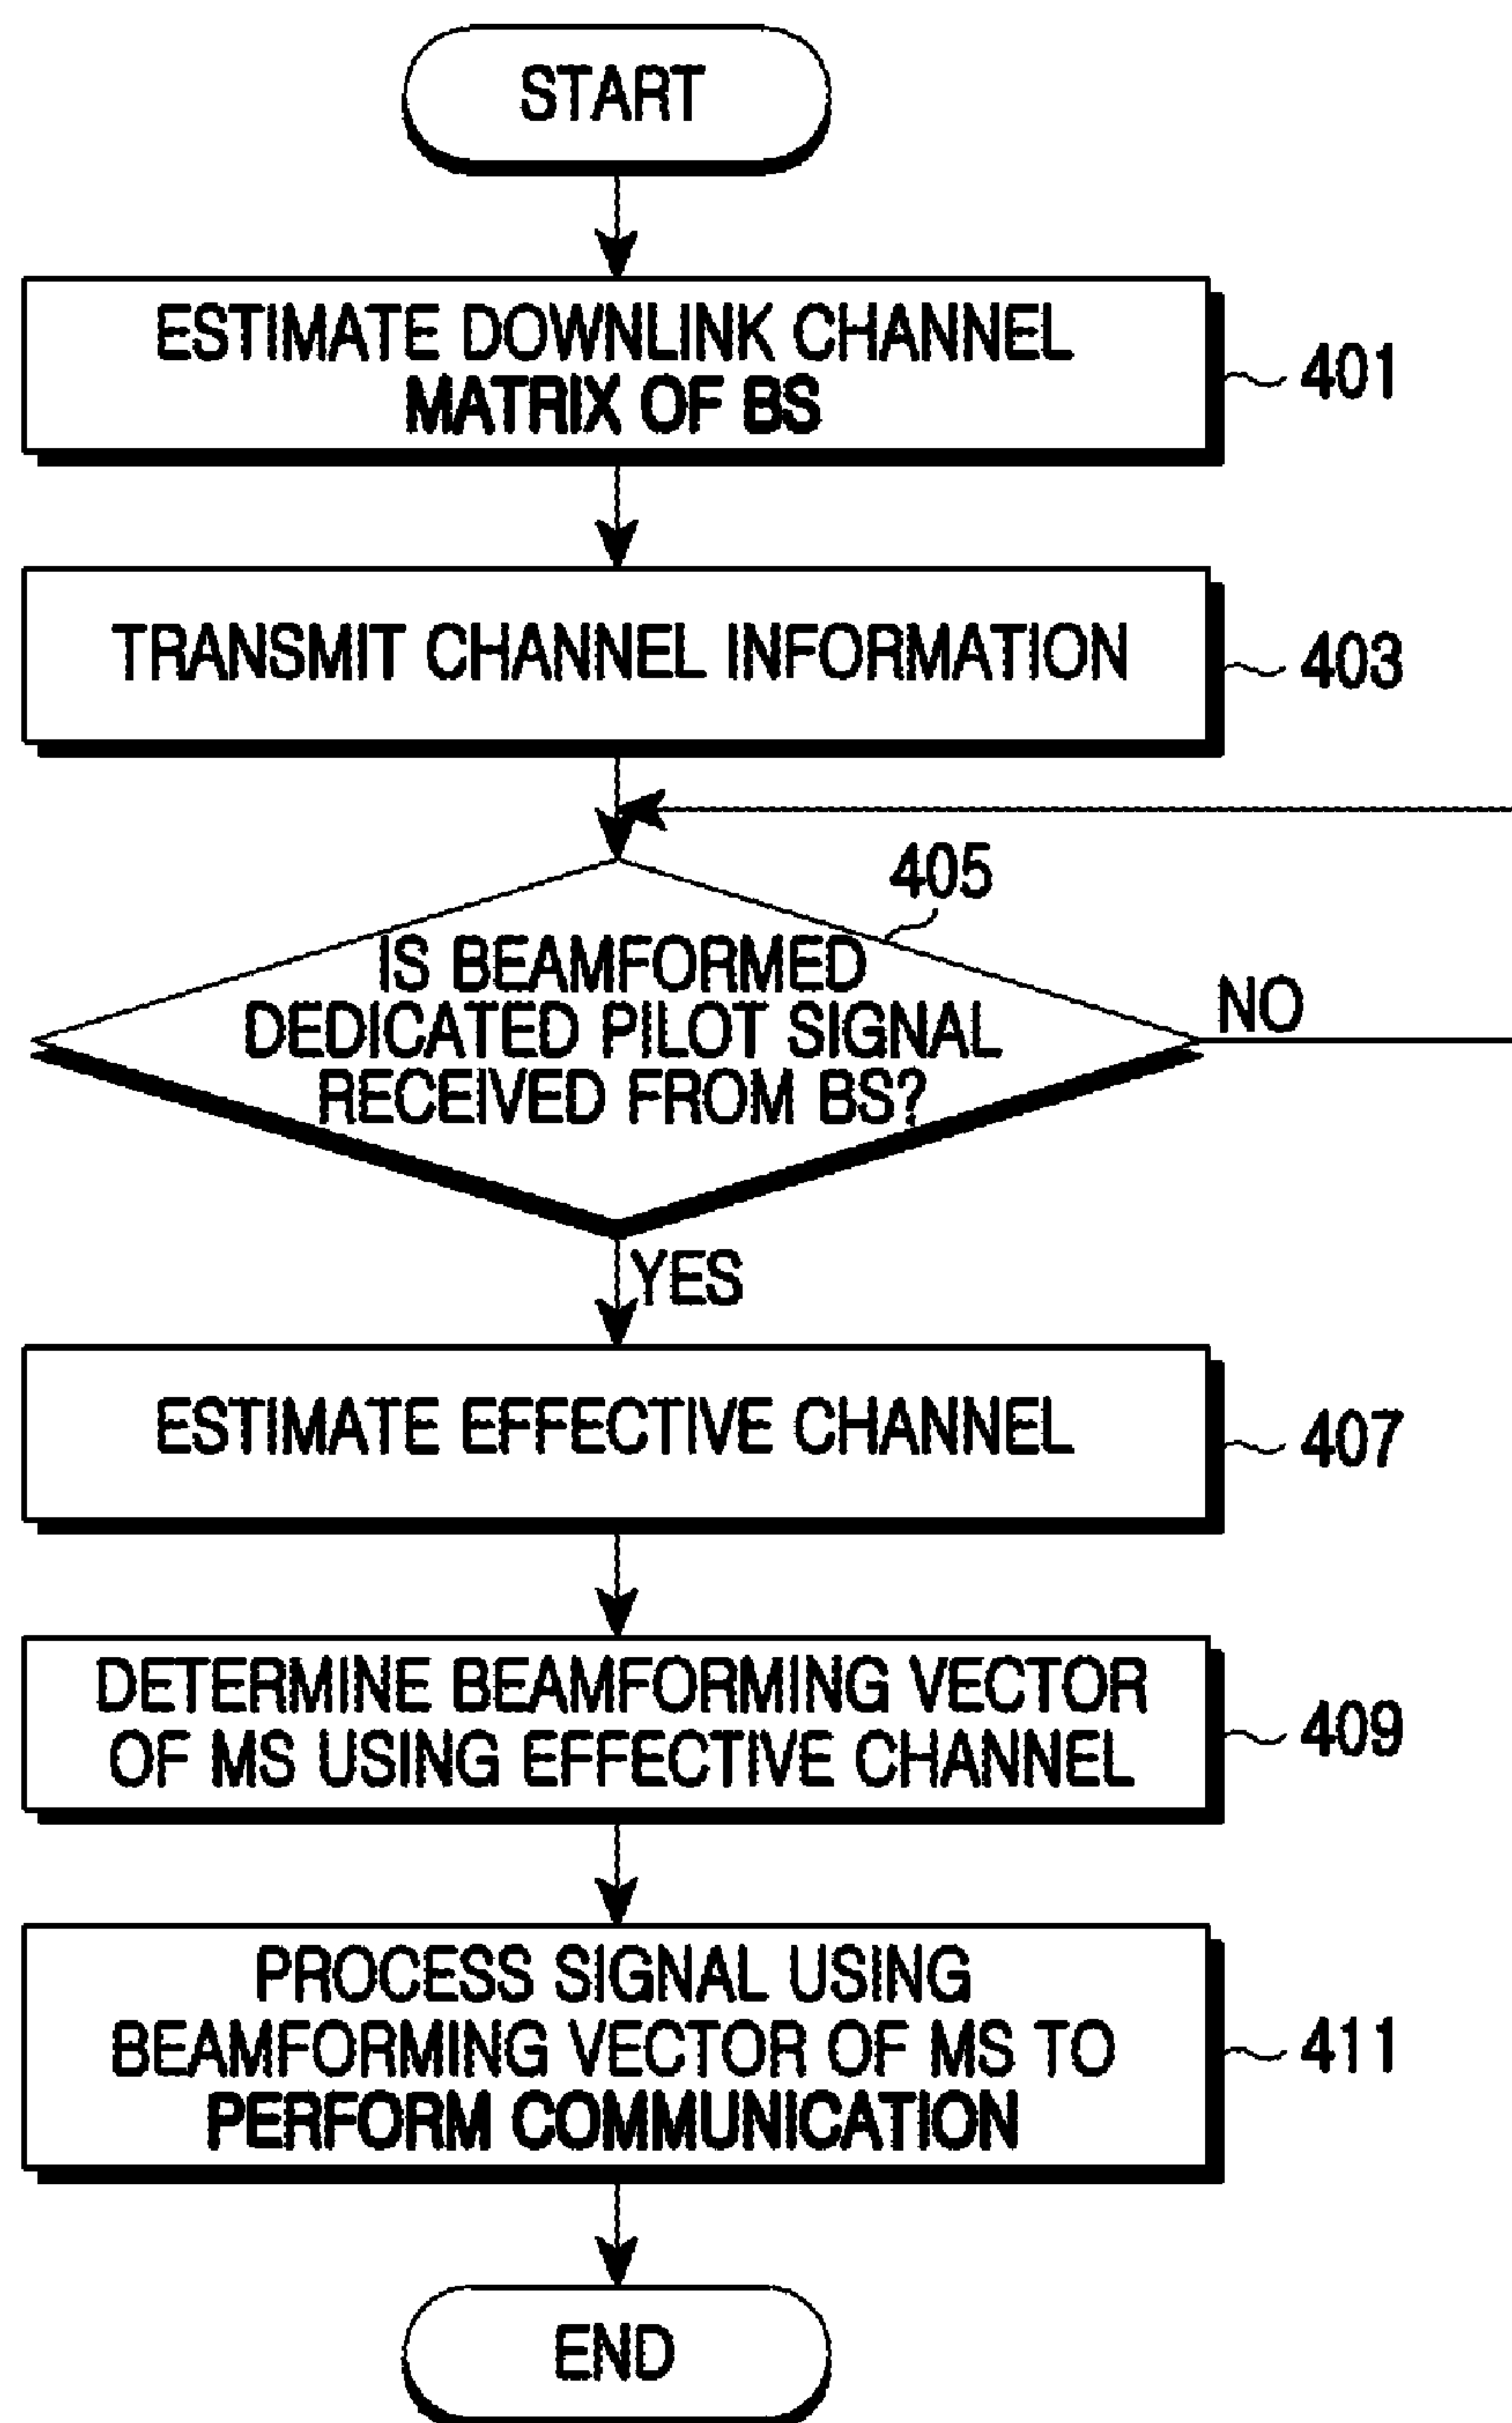 START
ESTIMATE DOWNLINK CHANNEL
MATRIX OF BS
401
TRANSMIT CHANNEL INFORMATION
403
405
IS BEAMFORMED
DEDICATED PILOT SIGNAL
RECEIVED FROM BS?
NO
YES
ESTIMATE EFFECTIVE CHANNEL
407
DETERMINE BEAMFORMING VECTOR
OF MS USING EFFECTIVE CHANNEL
409
PROCESS SIGNAL USING
BEAMFORMING VECTOR OF MS TO
PERFORM COMMUNICATION
411
END